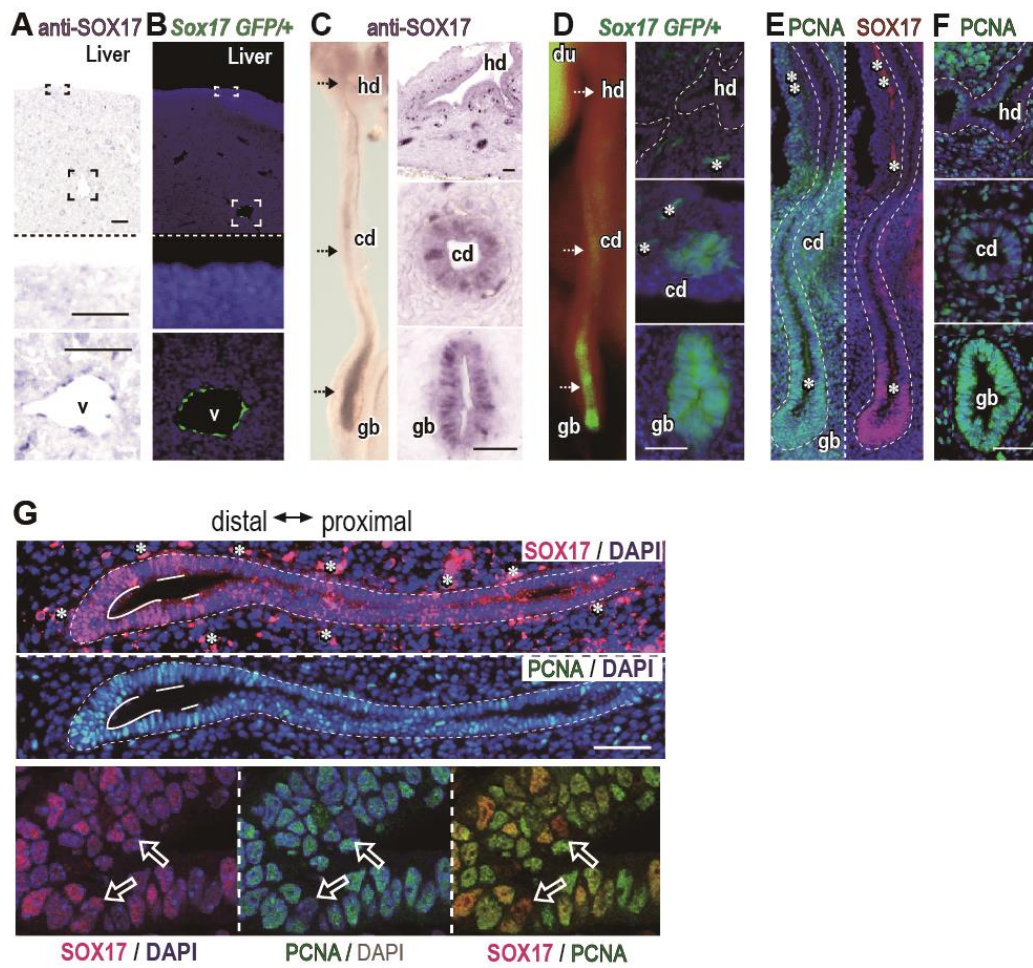 A anti-SOX17
Liver
v
B Sox17 GFP/+
Liver
v
C anti-SOX17
hd
cd
gb
hd
cd
gb
D Sox17 GFP/+
du
hd
cd
gb
hd
*
*
*
cd
gb
E PCNA SOX17
*
*
cd
gb
*
*
*
*
F PCNA
hd
cd
gb
G
distal ↔ proximal
SOX17 / DAPI
* * * * * * * * *
PCNA / DAPI
SOX17 / DAPI PCNA / DAPI SOX17 / PCNA